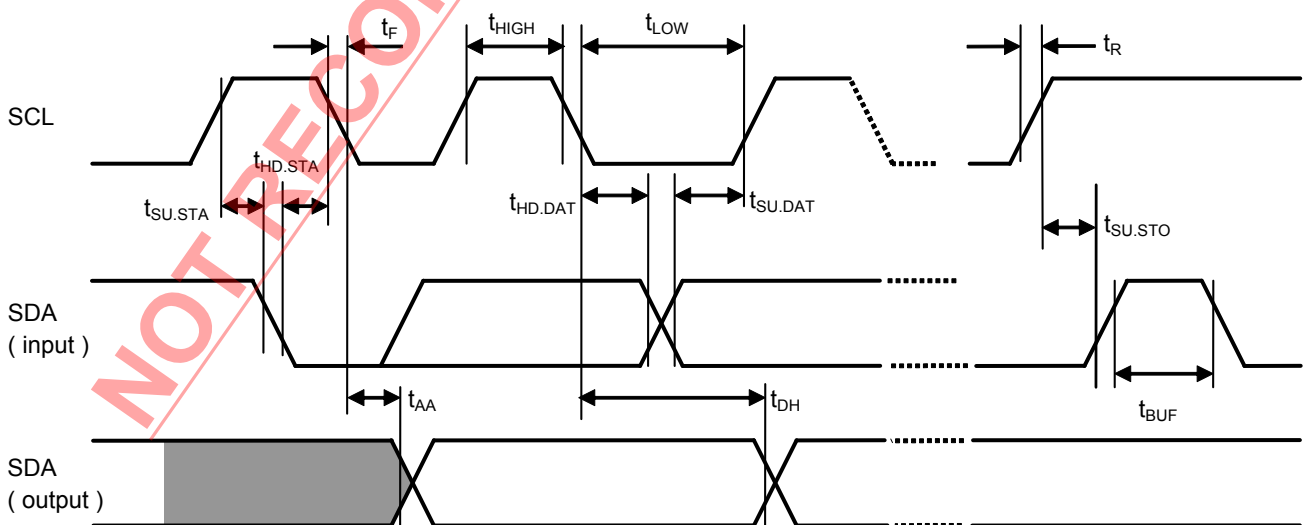 NOT RECO
tF
tHIGH
tLOW
tR
SCL
tHD.STA
tSU.STA
tHD.DAT
tSU.DAT
tSU.STO
SDA
( input )
tAA
tDH
tBUF
SDA
( output )